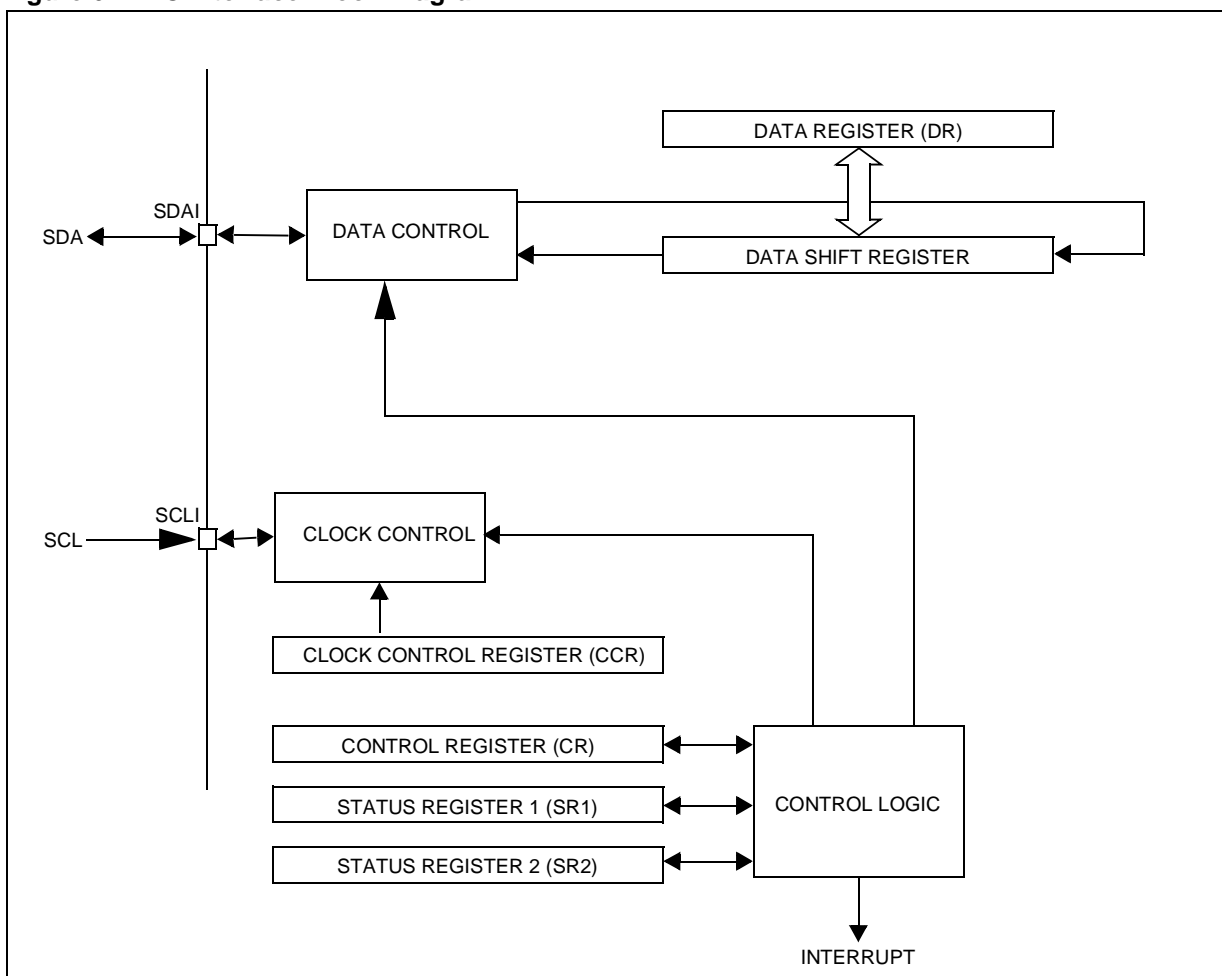 DATA REGISTER (DR)
SDAI
SDA
DATA CONTROL
DATA SHIFT REGISTER
SCLI
SCL
CLOCK CONTROL
CLOCK CONTROL REGISTER (CCR)
CONTROL REGISTER (CR)
STATUS REGISTER 1 (SR1)
CONTROL LOGIC
STATUS REGISTER 2 (SR2)
INTERRUPT